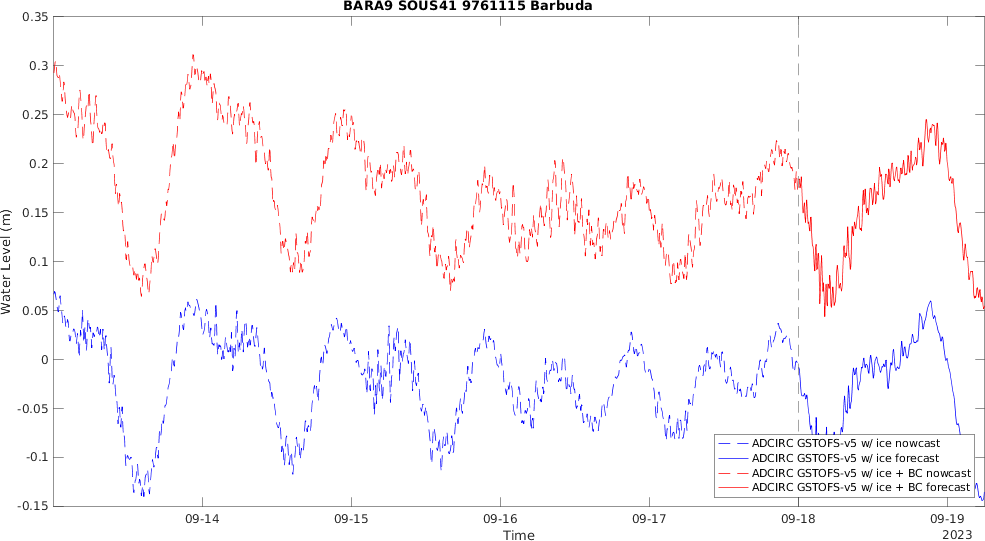 BARA9 SOUS41 9761115 Barbuda
0.35
0.3
0.25
0.2
0.15
0.1
0.05
0
-0.05
-0.1
-0.15
Water Level (m)
ADCIRC GSTOFS-v5 w/ ice nowcast
ADCIRC GSTOFS-v5 w/ ice forecast
ADCIRC GSTOFS-v5 w/ ice + BC nowcast
ADCIRC GSTOFS-v5 w/ ice + BC forecast
09-14 09-15 09-16 09-17 09-18 09-19
Time
2023